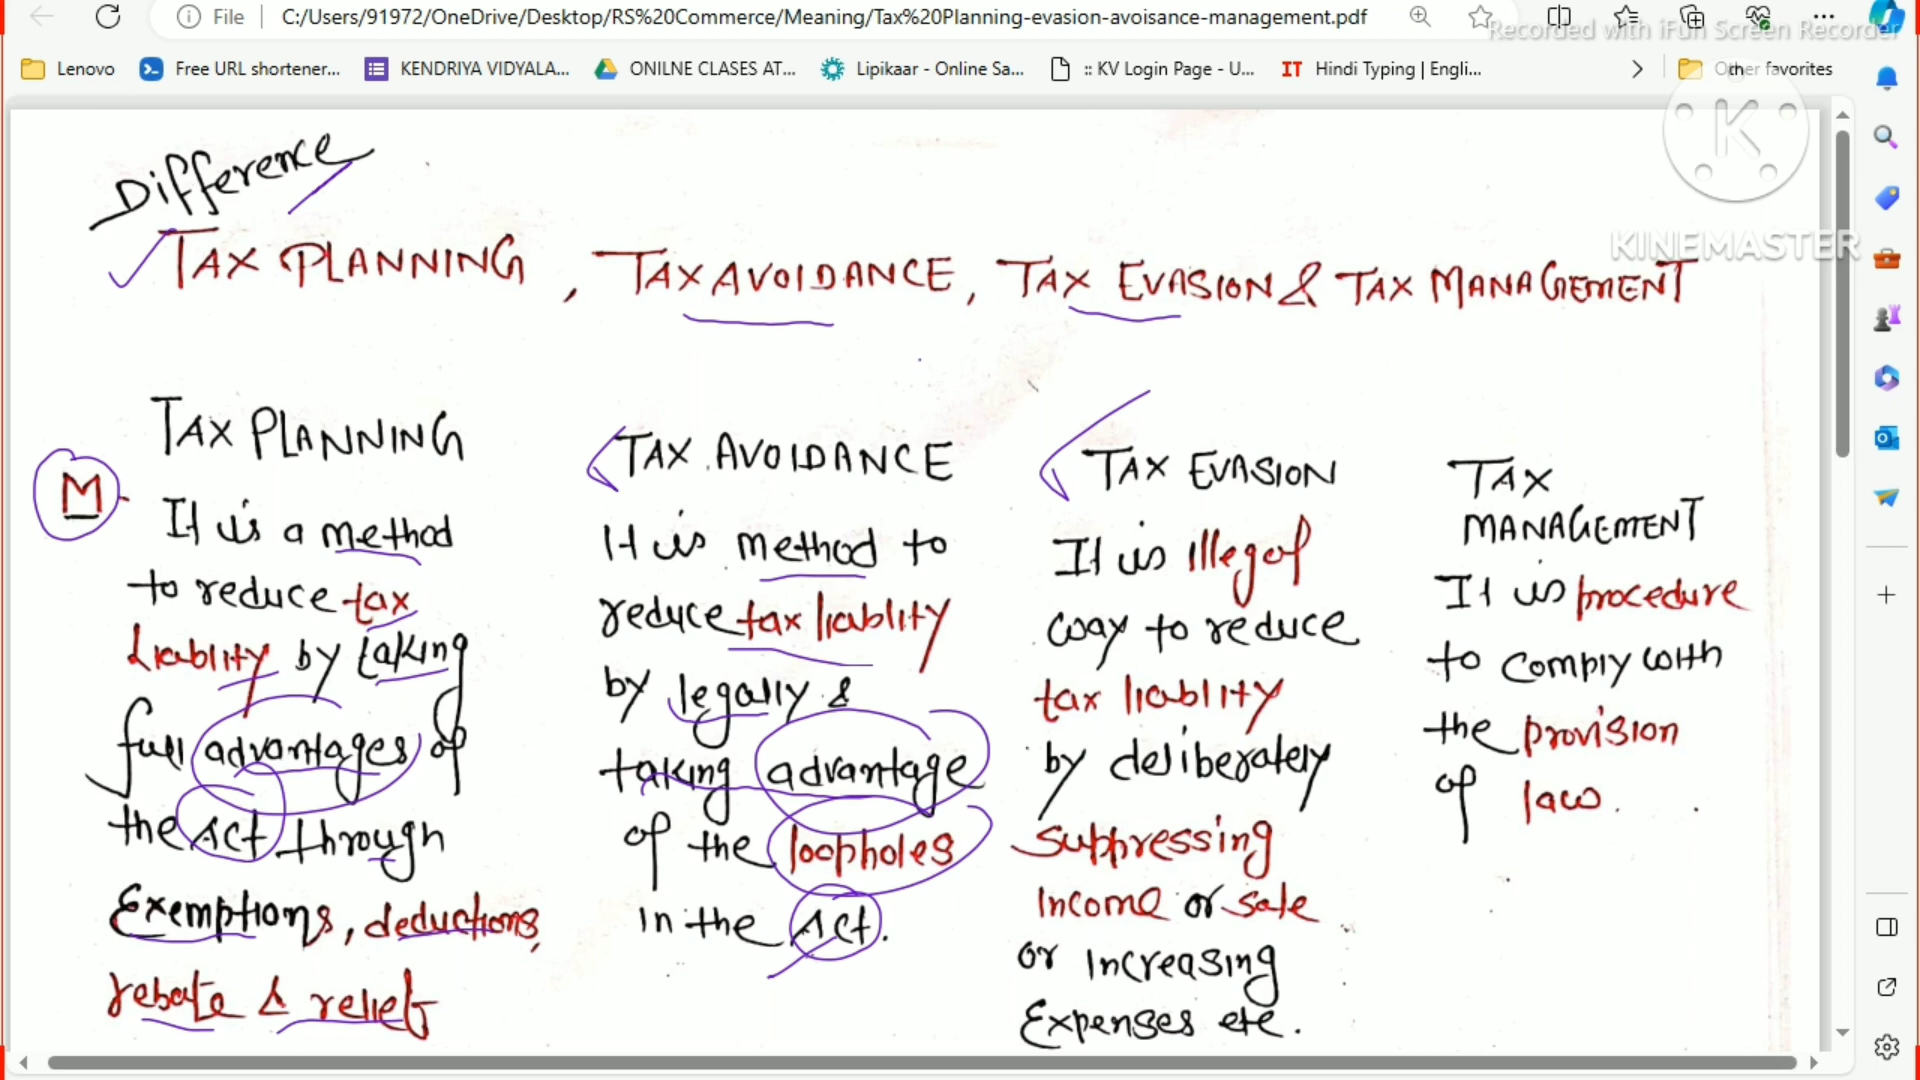 File C:/Users/91972/OneDrive/Desktop/RS%20Commerce/Meaning/Tax%20Planning-evasion-avoisance-management.pdf
Recorded with iFun Screen Recorder
Lenovo Free URL shortener... KENDRIYA VIDYALA... ONILNE CLASES AT... Lipikaar - Online Sa... :: KV Login Page - U... IT Hindi Typing | Engli... Other favorites
K
KINEMASTER
Difference
TAX PLANNING, TAX AVOIDANCE, TAX EVASION & TAX MANAGEMENT
M-
TAX PLANNING
It is a method
to reduce tax
Liablity by taking
full advantages of
the Act through
Exemptions, deductions,
rebate & relief
TAX AVOIDANCE
It is method to
reduce tax liablity
by legally &
taking advantage
of the loopholes
in the Act.
TAX EVASION
It is illegal
way to reduce
tax liablity
by deliberately
Suppressing
Income or sale
or increasing
Expenses etc.
TAX
MANAGEMENT
It is procedure
to comply with
the provision
of law.